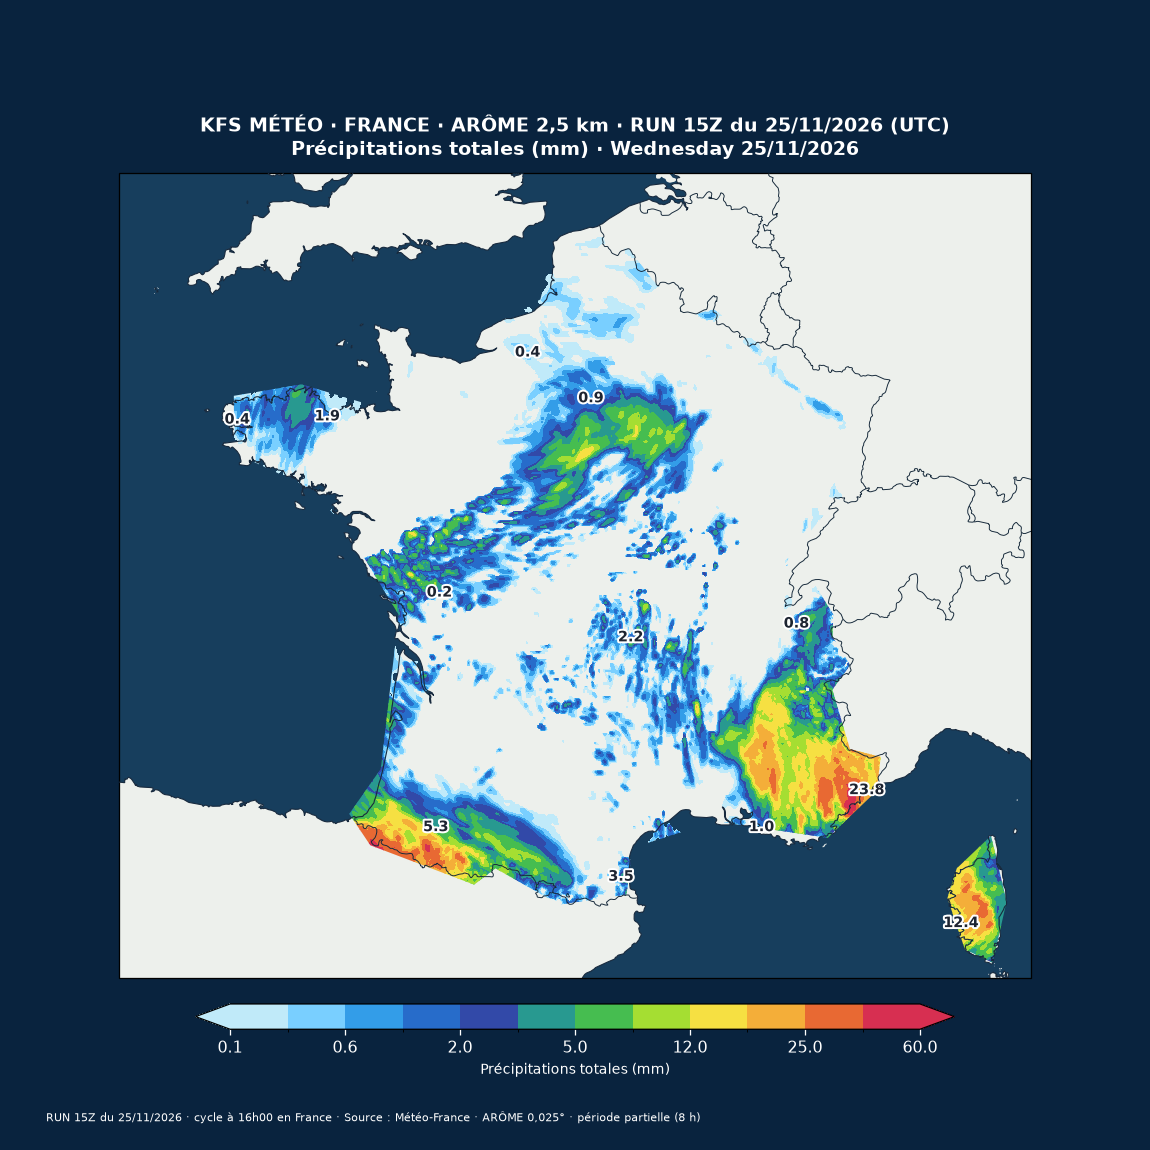 KFS MÉTÉO · FRANCE · ARÔME 2,5 km · RUN 15Z du 25/11/2026 (UTC)
Précipitations totales (mm) · Wednesday 25/11/2026
0.4
0.9
0.4
1.9
0.2
0.8
2.2
23.8
5.3
1.0
3.5
12.4
0.1 0.6 2.0 5.0 12.0 25.0 60.0
Précipitations totales (mm)
RUN 15Z du 25/11/2026 · cycle à 16h00 en France · Source : Météo-France · ARÔME 0,025° · période partielle (8 h)